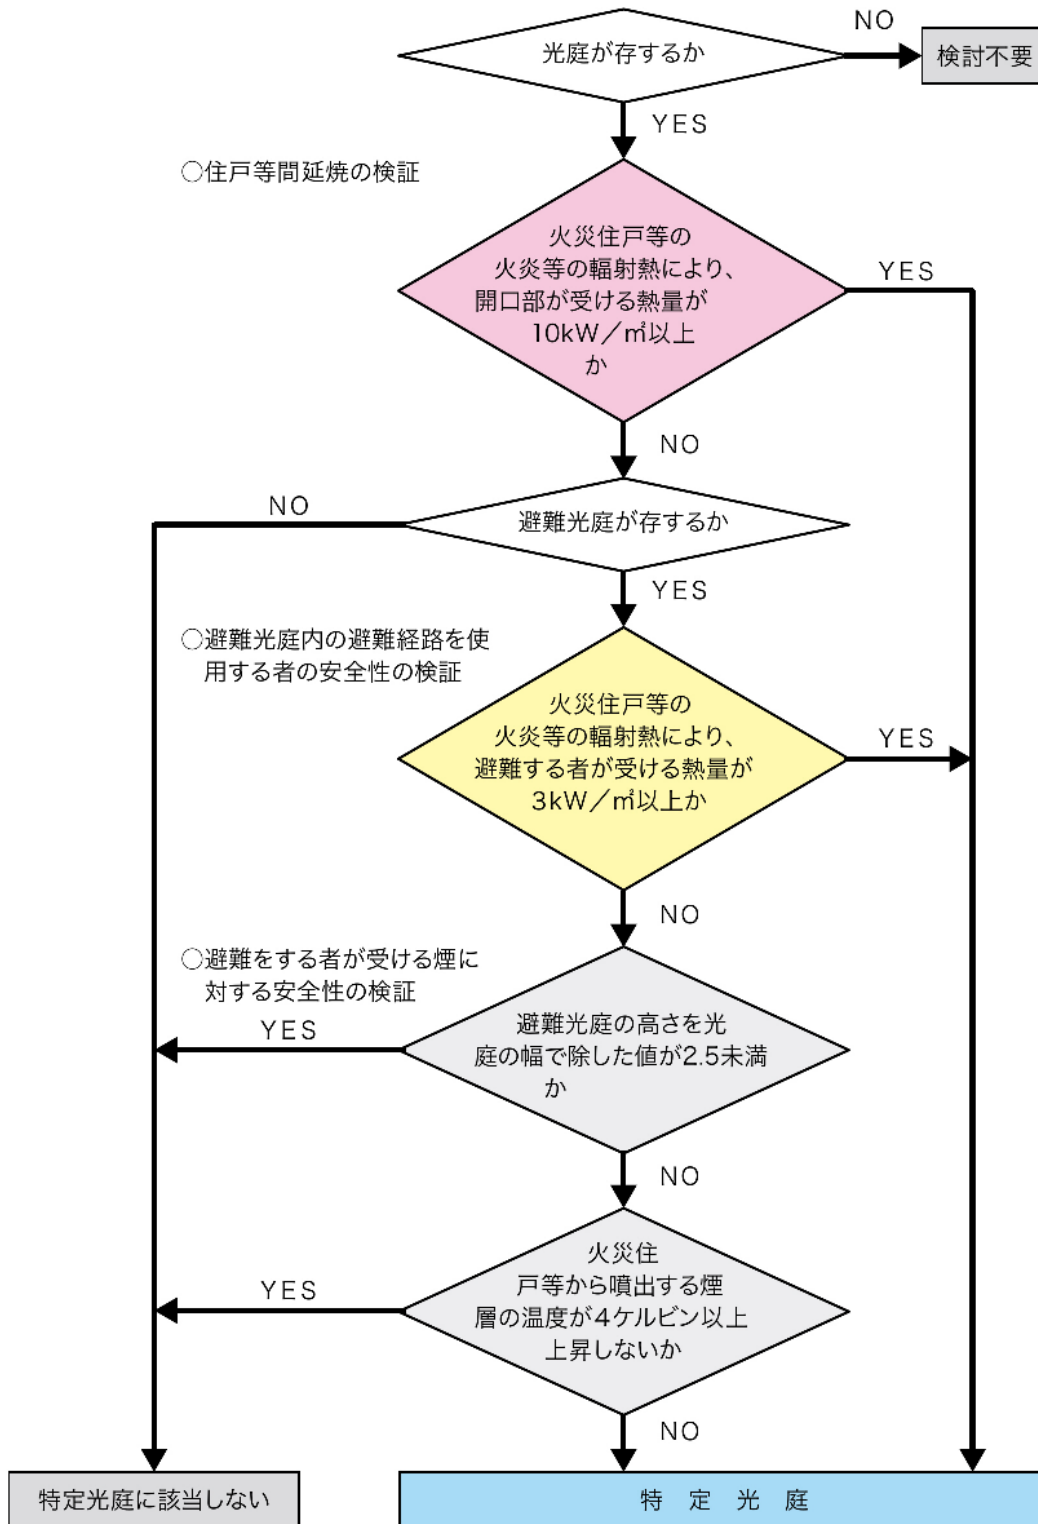 光庭が存するか
NO
検討不要
YES
○住戸等間延焼の検証
火災住戸等の
火炎等の輻射熱により、
開口部が受ける熱量が
10kW／㎡以上
か
YES
NO
避難光庭が存するか
NO
YES
○避難光庭内の避難経路を使
用する者の安全性の検証
火災住戸等の
火炎等の輻射熱により、
避難する者が受ける熱量が
3kW／㎡以上か
YES
NO
○避難をする者が受ける煙に
対する安全性の検証
避難光庭の高さを光
庭の幅で除した値が2.5未満
か
YES
NO
火災住
戸等から噴出する煙
層の温度が4ケルビン以上
上昇しないか
YES
NO
特定光庭に該当しない
特　定　光　庭